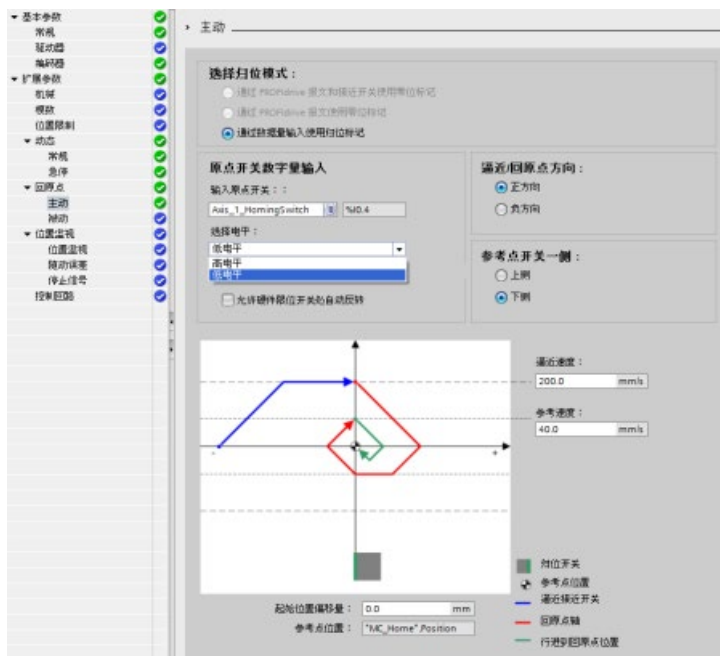 基本参数
常规
驱动器
编码器
扩展参数
机械
模数
位置限制
动态
常规
急停
回原点
主动
被动
位置监视
位置监视
随动误差
停止信号
控制回路
主动
选择归位模式：
通过 PROFIdrive 报文和接近开关使用零位标记
通过 PROFIdrive 报文使用零位标记
通过数据量输入使用归位标记
原点开关数字量输入
输入原点开关：：
Axis_1_HomingSwitch
%I0.4
选择电平：
低电平
高电平
低电平
允许硬件限位开关处自动反转
逼近/回原点方向：
正方向
负方向
参考点开关一侧：
上侧
下侧
逼近速度：
200.0 mm/s
参考速度：
40.0 mm/s
- +
归位开关
参考点位置
逼近接近开关
回原点轴
行进到回原点位置
起始位置偏移量： 0.0 mm
参考点位置： "MC_Home".Position